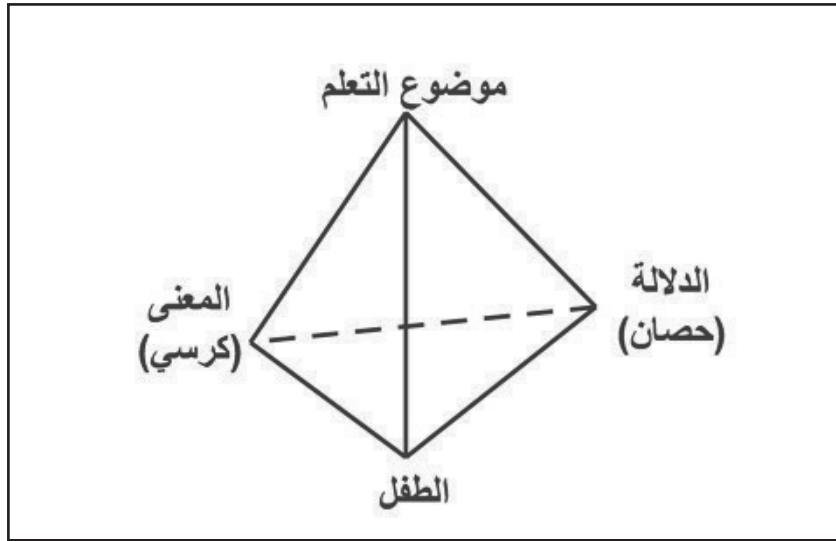 موضوع التعلم
الدلالة
(حصان)
المعنى
(كرسي)
الطفل